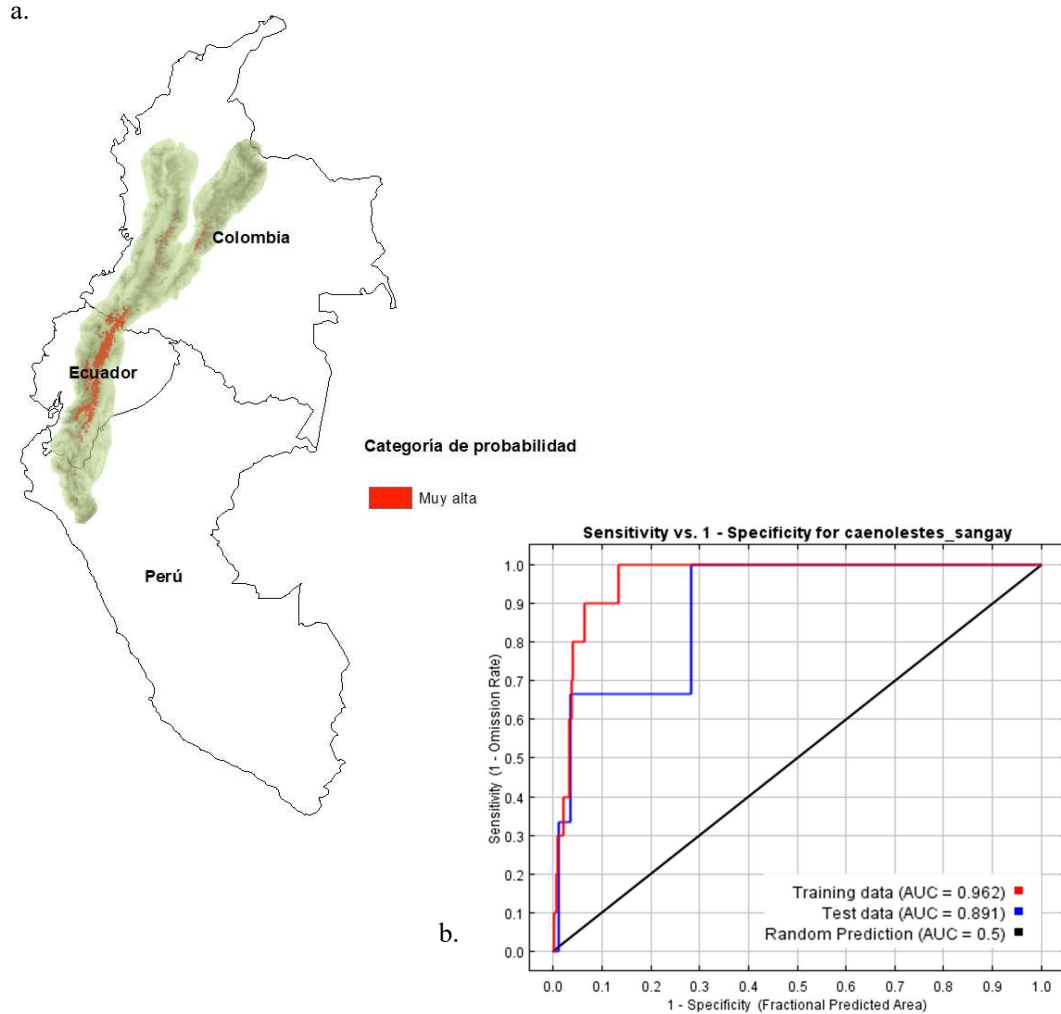 a.
Colombia
Ecuador
Categoría de probabilidad
Muy alta
Perú
Sensitivity vs. 1 - Specificity for caenolestes_sangay
1.0
0.9
0.8
0.7
0.6
0.5
0.4
0.3
0.2
0.1
0.0
Sensitivity (1 - Omission Rate)
Training data (AUC = 0.962)
Test data (AUC = 0.891)
Random Prediction (AUC = 0.5)
b.
0.0 0.1 0.2 0.3 0.4 0.5 0.6 0.7 0.8 0.9 1.0
1 - Specificity (Fractional Predicted Area)